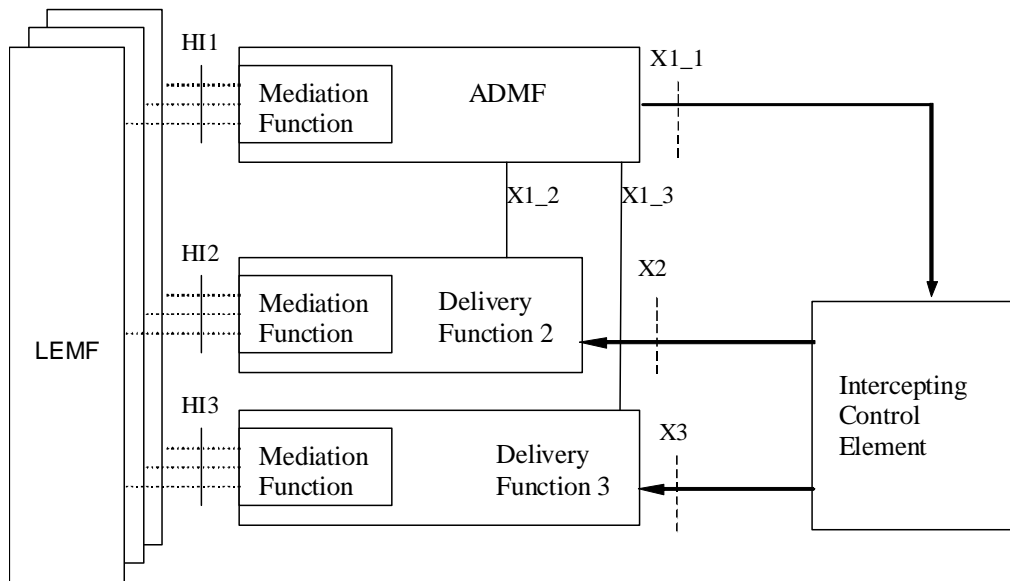 HI1
X1_1
Mediation
Function
ADMF
X1_2
X1_3
HI2
X2
Mediation
Function
Delivery
Function 2
LEMF
Intercepting
Control
Element
HI3
X3
Mediation
Function
Delivery
Function 3